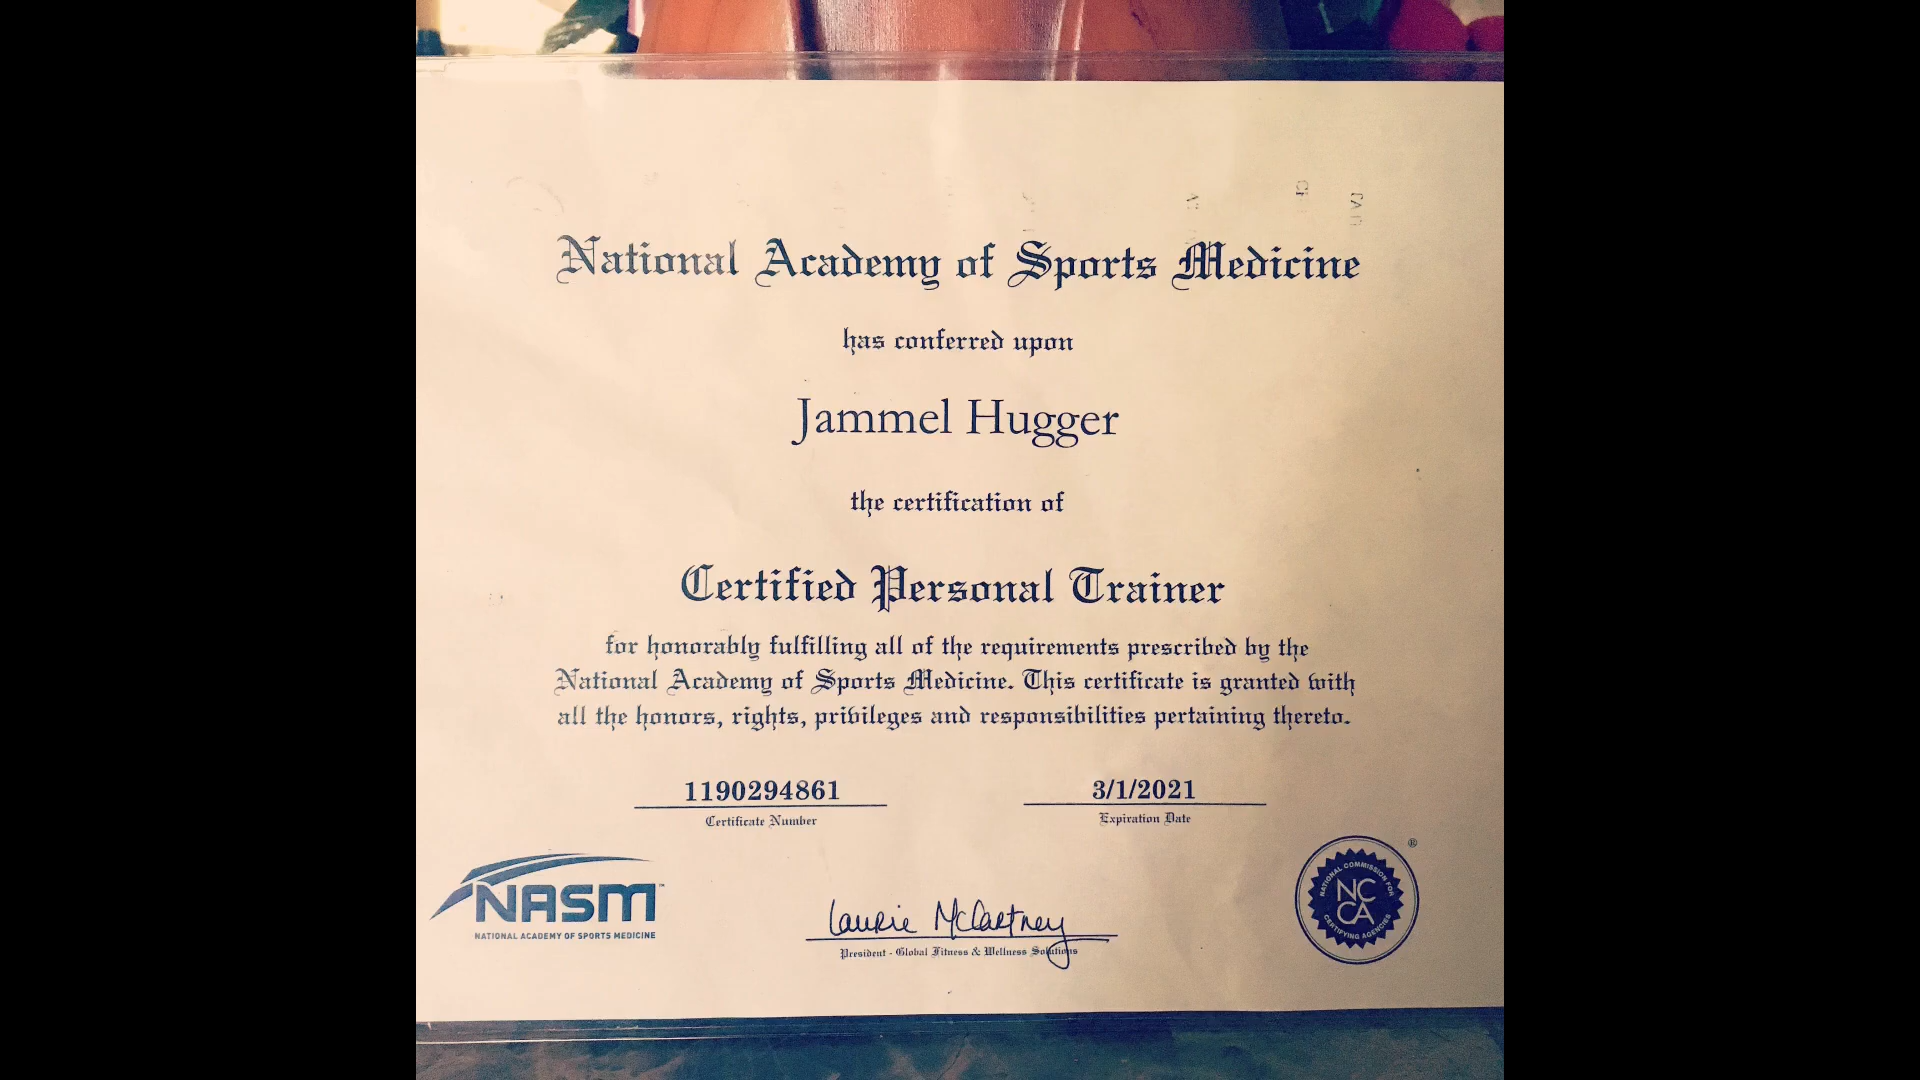 National Academy of Sports Medicine
has conferred upon
Jammel Hugger
the certification of
Certified Personal Trainer
for honorably fulfilling all of the requirements prescribed by the
National Academy of Sports Medicine. This certificate is granted with
all the honors, rights, privileges and responsibilities pertaining thereto.
1190294861
Certificate Number
3/1/2021
Expiration Date
NASM™
NATIONAL ACADEMY OF SPORTS MEDICINE
Laurie McCartney
President - Global Fitness & Wellness Solutions
®
NATIONAL COMMISSION FOR
NC
CA
CERTIFYING AGENCIES